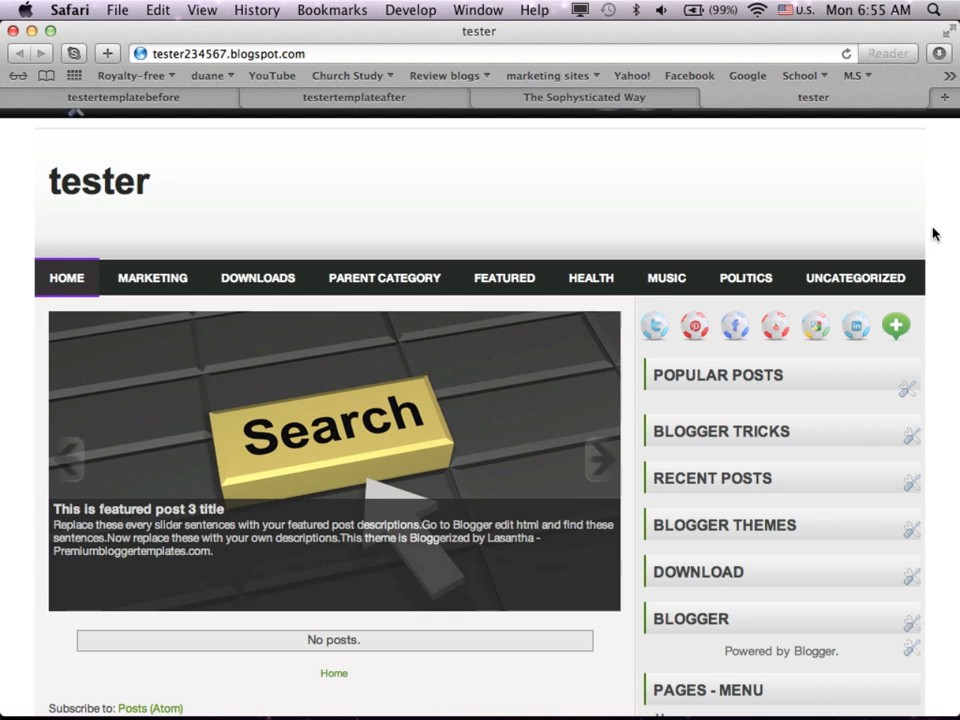 Safari File Edit View History Bookmarks Develop Window Help (99%) U.S. Mon 6:55 AM
tester
tester234567.blogspot.com Reader
Royalty-free duane YouTube Church Study Review blogs marketing sites Yahoo! Facebook Google School M.S
testertemplatebefore testertemplateafter The Sophysticated Way tester
tester
HOME MARKETING DOWNLOADS PARENT CATEGORY FEATURED HEALTH MUSIC POLITICS UNCATEGORIZED
Search
This is featured post 3 title
Replace these every slider sentences with your featured post descriptions.Go to Blogger edit html and find these
sentences.Now replace these with your own descriptions.This theme is Bloggerized by Lasantha -
Premiumbloggertemplates.com.
No posts.
Home
Subscribe to: Posts (Atom)
POPULAR POSTS
BLOGGER TRICKS
RECENT POSTS
BLOGGER THEMES
DOWNLOAD
BLOGGER
Powered by Blogger.
PAGES - MENU